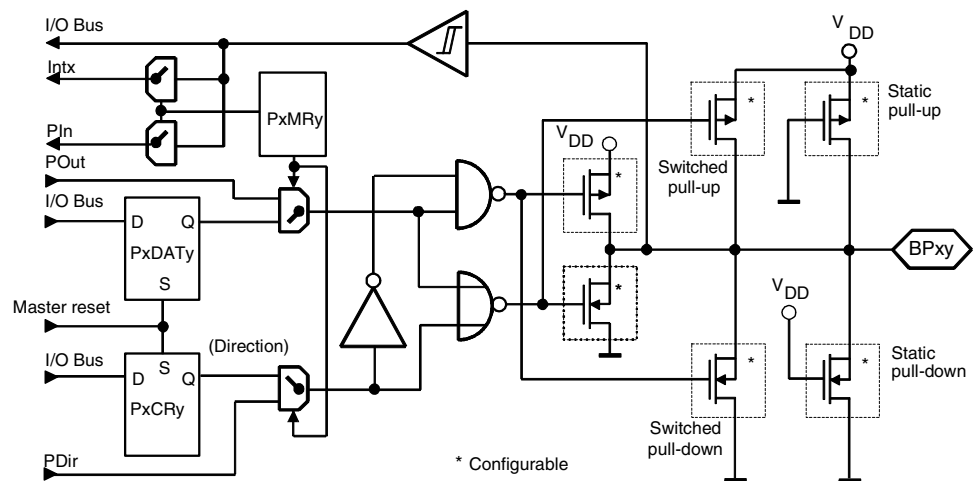 I/O Bus
Intx
PIn
POut
I/O Bus
D
Q
PxDATy
S
Master reset
I/O Bus
(Direction)
S
D
Q
PxCRy
PDir
PxMRy
V
DD
*
*
V
DD
*
*
Switched
pull-up
Static
pull-up
BPxy
V
DD
*
*
Switched
pull-down
Static
pull-down
* Configurable